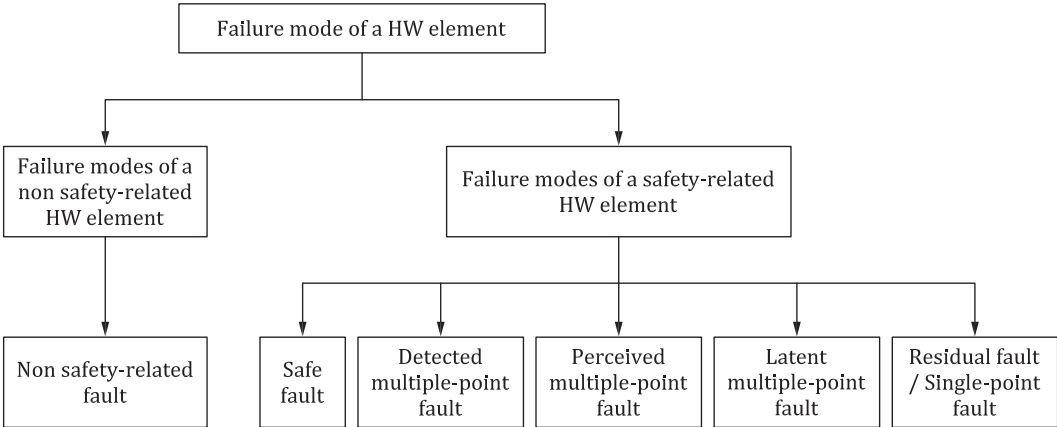 Failure mode of a HW element
Failure modes of a
non safety-related
HW element
Failure modes of a safety-related
HW element
Non safety-related
fault
Safe
fault
Detected
multiple-point
fault
Perceived
multiple-point
fault
Latent
multiple-point
fault
Residual fault
/ Single-point
fault